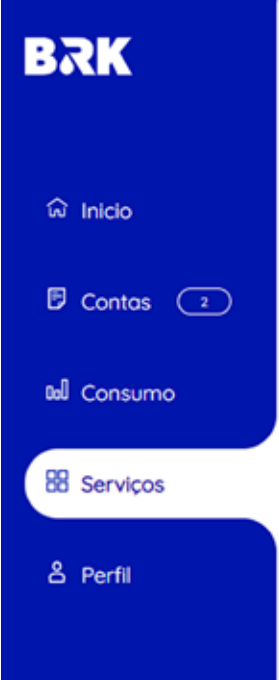 BRK
Inicio
Contas 2
Consumo
Serviços
Perfil